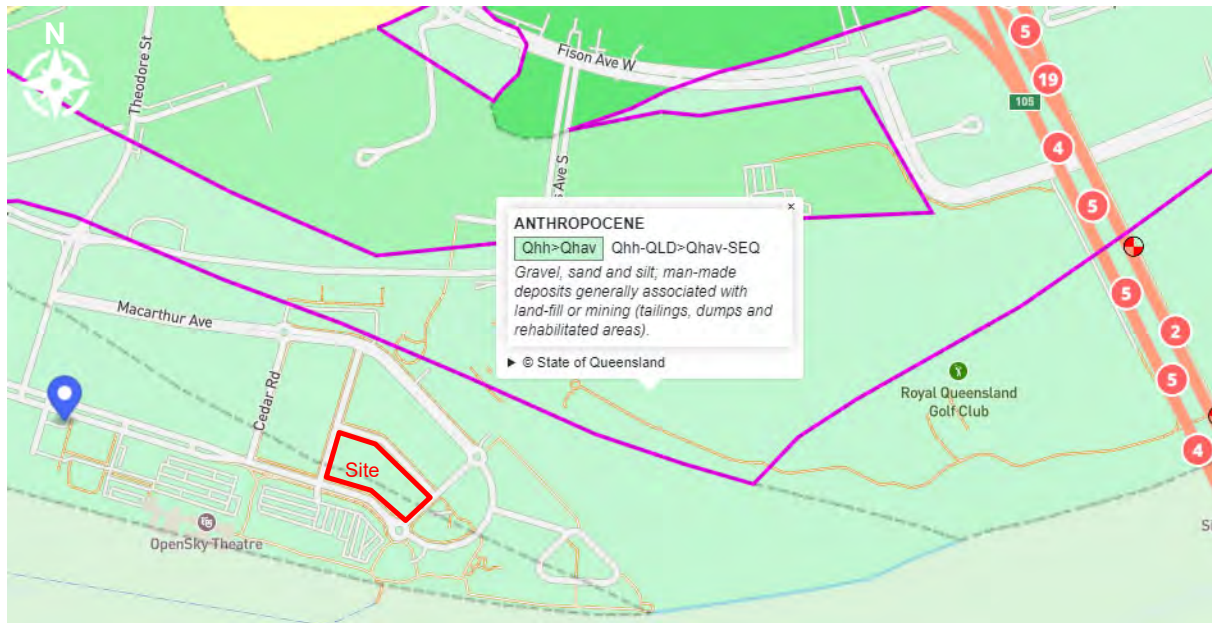 N
Theodore St
Fison Ave W
5
19
105
4
5
s Ave S
×
ANTHROPOCENE
Qhh>Qhav Qhh-QLD>Qhav-SEQ
Gravel, sand and silt; man-made
deposits generally associated with
land-fill or mining (tailings, dumps and
rehabilitated areas).
► © State of Queensland
5
2
5
4
Macarthur Ave
Cedar Rd
Royal Queensland
Golf Club
Site
OpenSky Theatre
Si